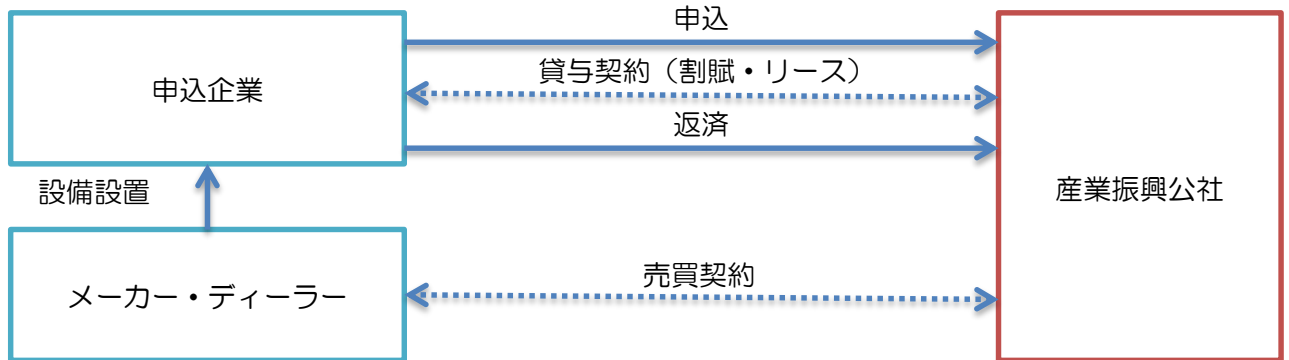 申込
申込企業
貸与契約（割賦・リース）
返済
設備設置
産業振興公社
売買契約
メーカー・ディーラー